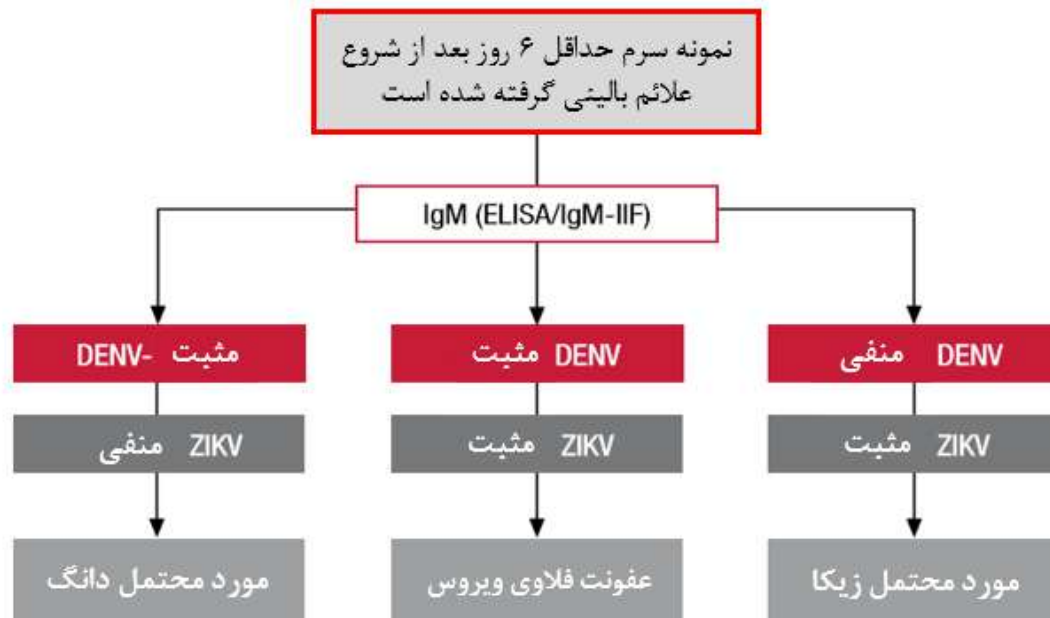 نمونه سرم حداقل ۶ روز بعد از شروع
علائم بالینی گرفته شده است
IgM (ELISA/IgM-IIF)
DENV- مثبت
DENV مثبت
DENV منفی
ZIKV منفی
ZIKV مثبت
ZIKV مثبت
مورد محتمل دانگ
عفونت فلاوی ویروس
مورد محتمل زیکا